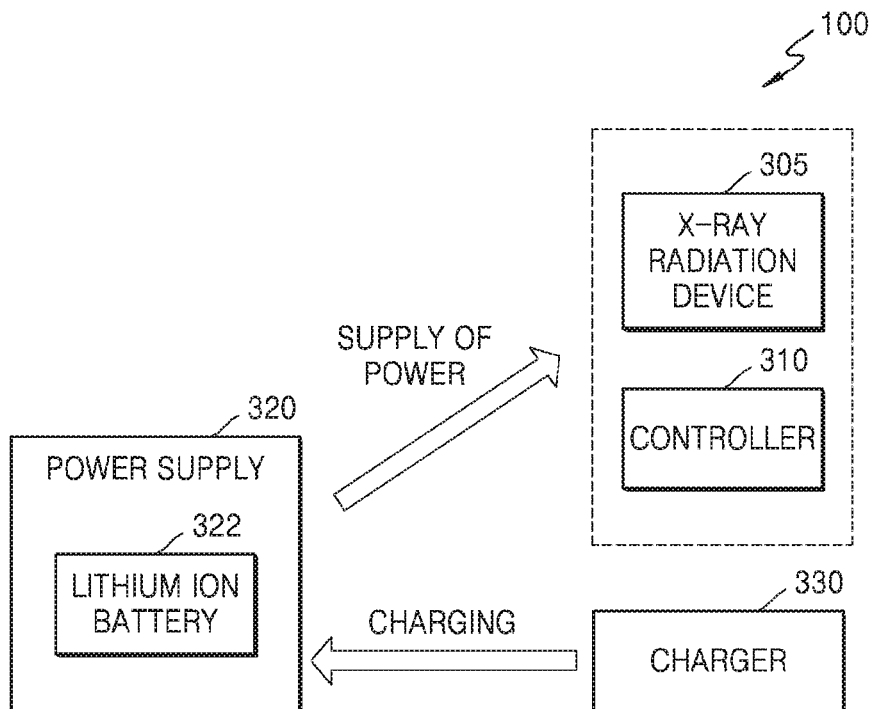 100
305
X-RAY
RADIATION
DEVICE
SUPPLY OF
POWER
310
CONTROLLER
320
POWER SUPPLY
322
LITHIUM ION
BATTERY
CHARGING
330
CHARGER